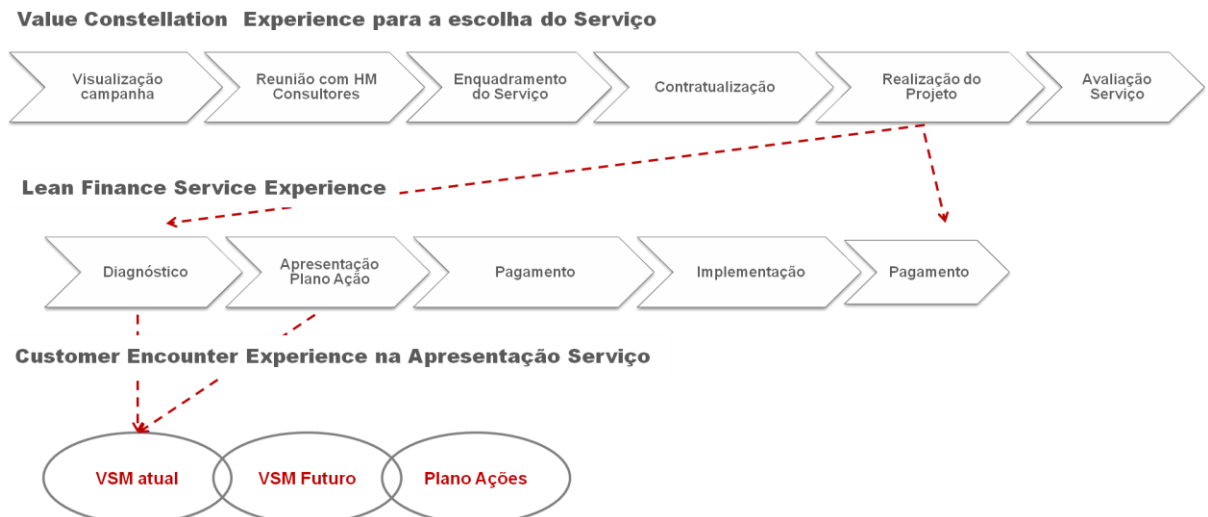 Value Constellation Experience para a escolha do Serviço
Visualização
campanha
Reunião com HM
Consultores
Enquadramento
do Serviço
Contratualização
Realização do
Projeto
Avaliação
Serviço
Lean Finance Service Experience
Diagnóstico
Apresentação
Plano Ação
Pagamento
Implementação
Pagamento
Customer Encounter Experience na Apresentação Serviço
VSM atual
VSM Futuro
Plano Ações